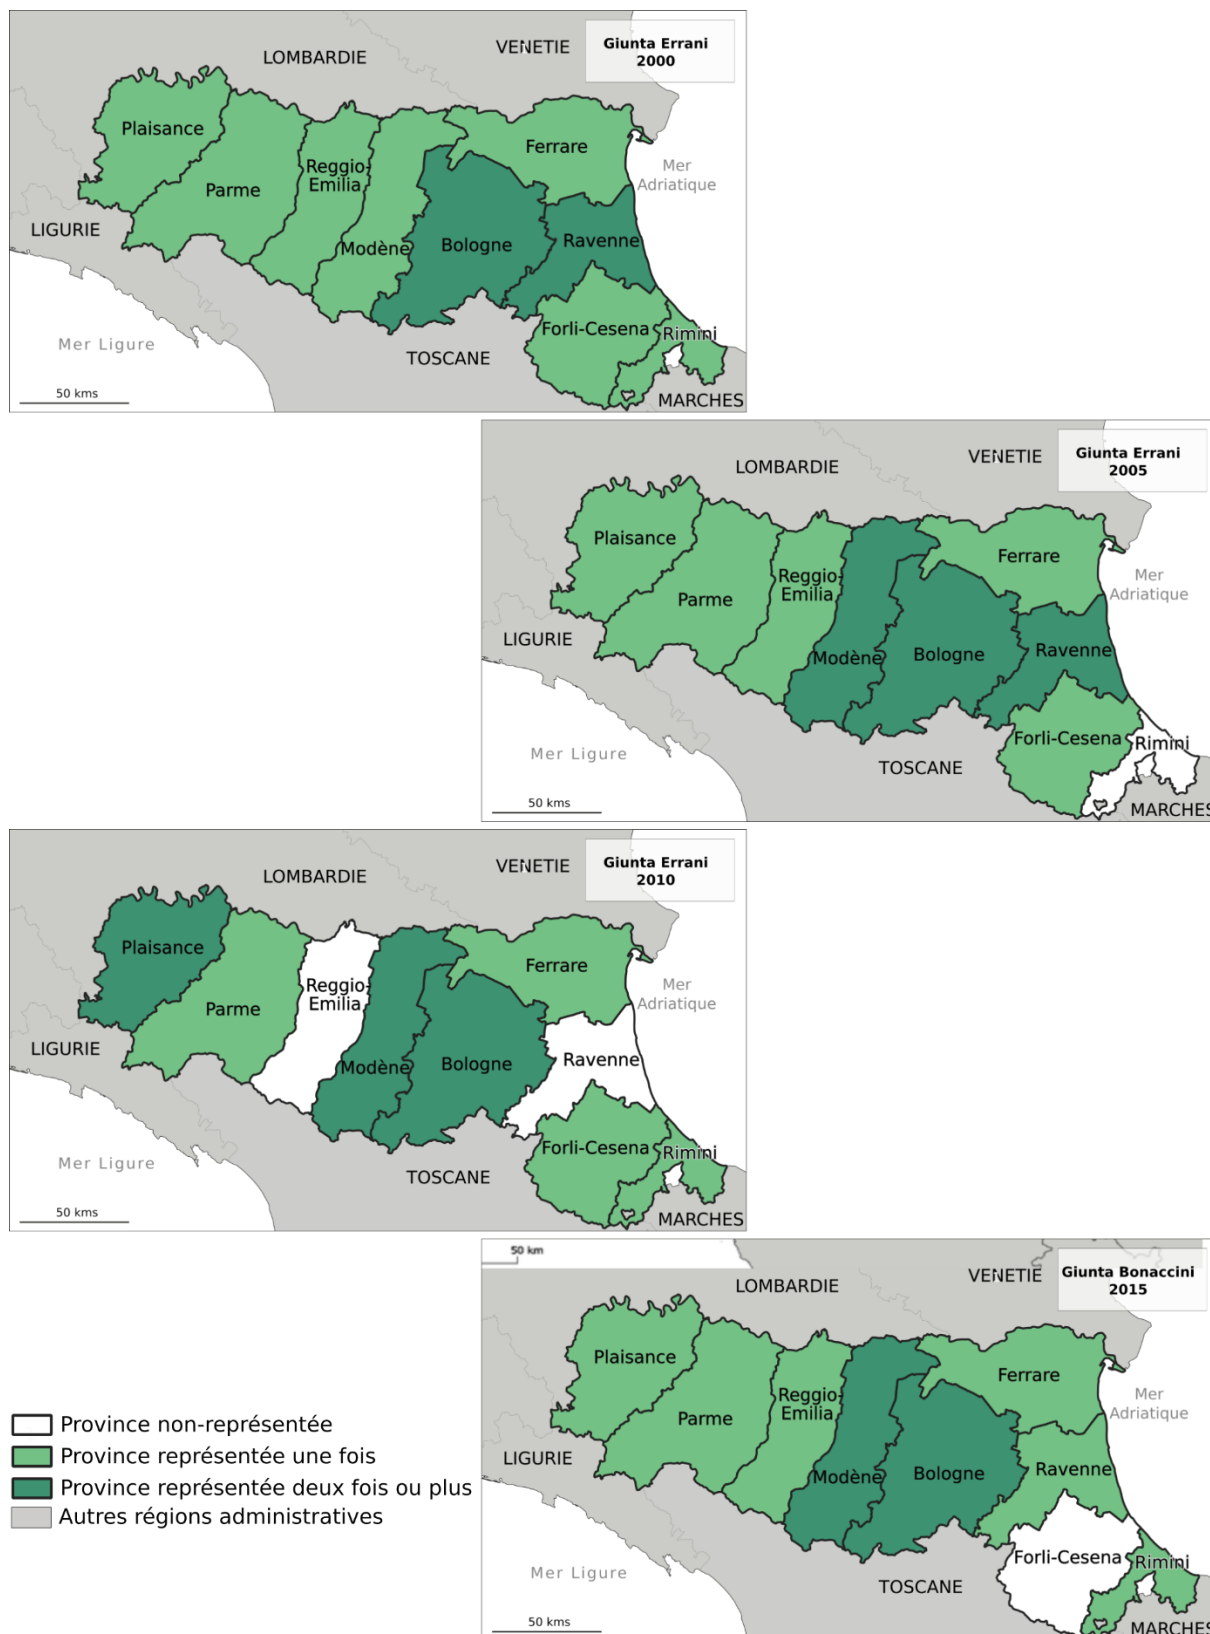 Giunta Errani
2000
VENETIE
LOMBARDIE
Plaisance
Ferrare
Mer
Adriatique
Reggio-
Emilia
Parme
LIGURIE
Modène
Bologne
Ravenne
Forli-Cesena
Rimini
Mer Ligure
TOSCANE
50 kms
MARCHES
Giunta Errani
2005
VENETIE
LOMBARDIE
Plaisance
Ferrare
Mer
Adriatique
Reggio-
Emilia
Parme
LIGURIE
Modène
Bologne
Ravenne
Forli-Cesena
Rimini
Mer Ligure
TOSCANE
50 kms
MARCHES
Giunta Errani
2010
VENETIE
LOMBARDIE
Plaisance
Ferrare
Mer
Adriatique
Reggio-
Emilia
Parme
LIGURIE
Modène
Bologne
Ravenne
Forli-Cesena
Rimini
Mer Ligure
TOSCANE
50 kms
MARCHES
50 km
Giunta Bonaccini
2015
VENETIE
LOMBARDIE
Plaisance
Ferrare
Mer
Adriatique
Reggio-
Emilia
Parme
LIGURIE
Modène
Bologne
Ravenne
Forli-Cesena
Rimini
Mer Ligure
TOSCANE
MARCHES
Province non-représentée
Province représentée une fois
Province représentée deux fois ou plus
Autres régions administratives